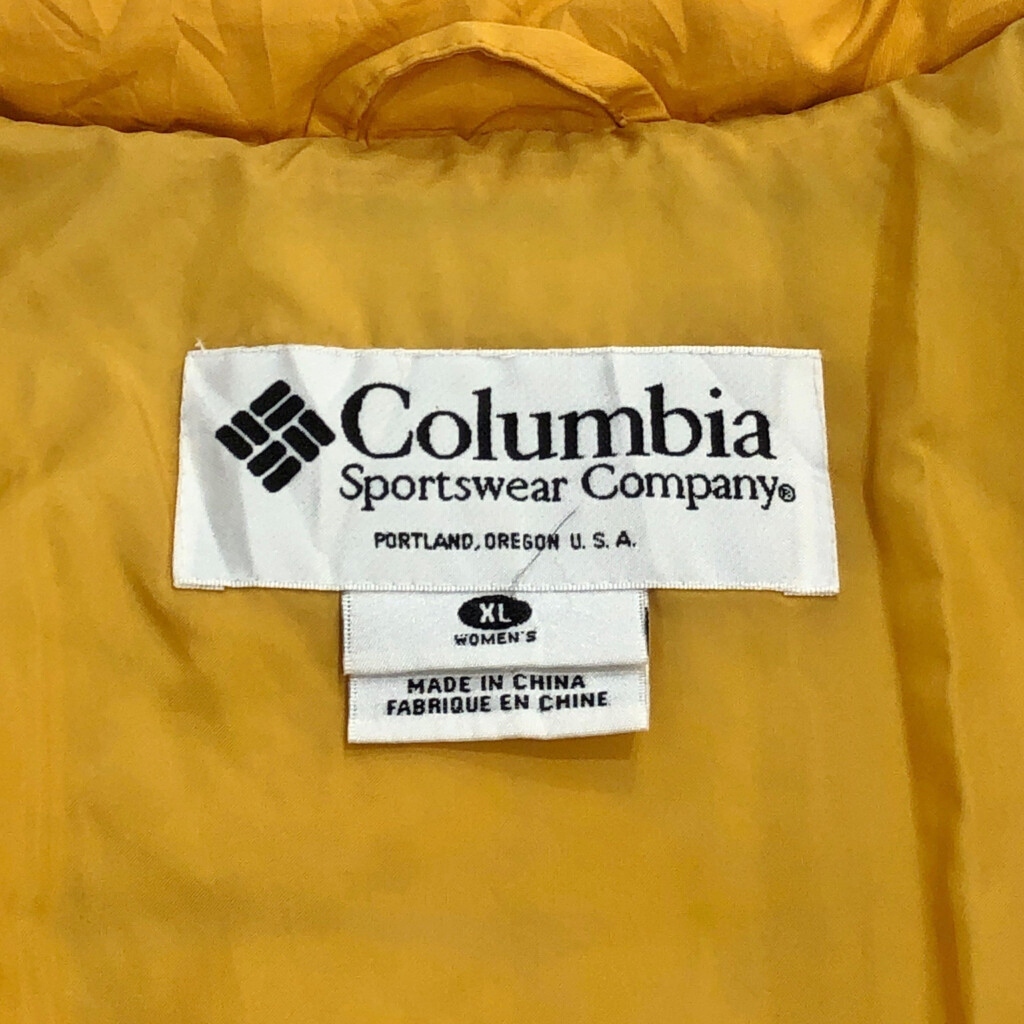 Columbia
Sportswear Company®
PORTLAND, OREGON U. S. A.
XL
WOMEN'S
MADE IN CHINA
FABRIQUE EN CHINE